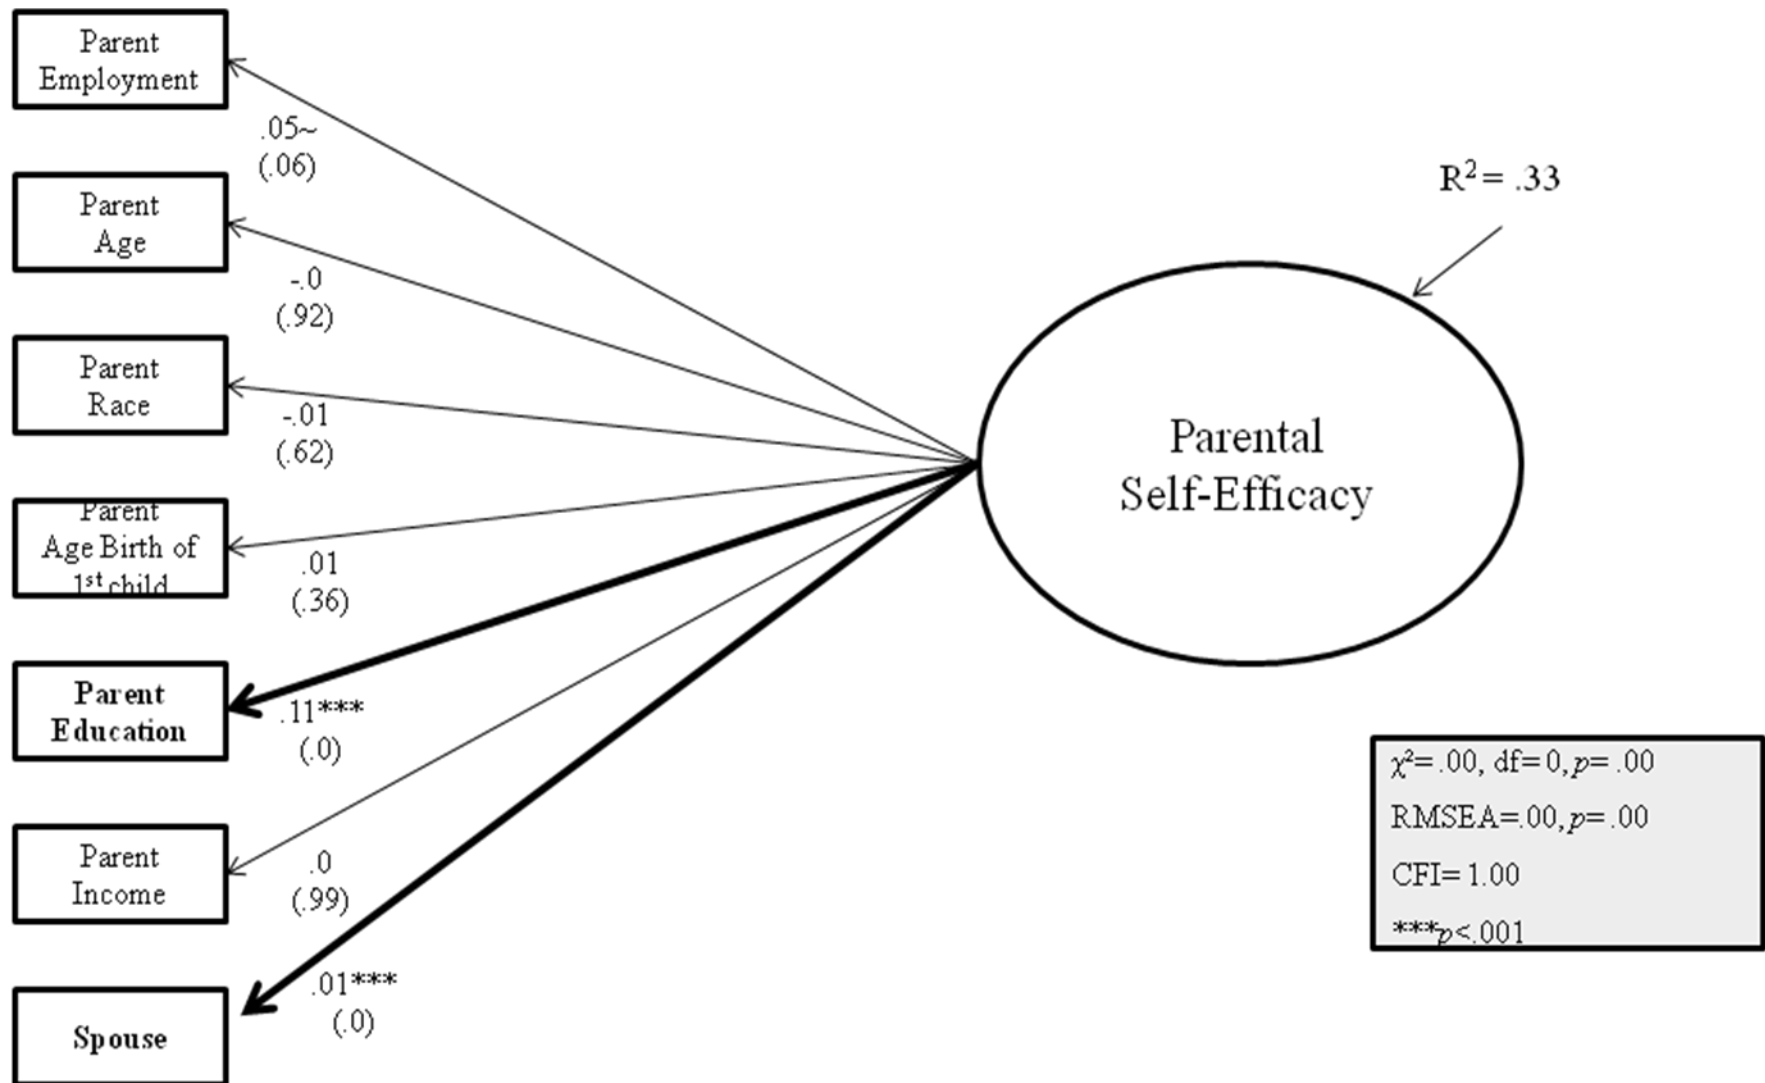 Parent
Employment
.05~
(.06)
Parent
Age
-.0
(.92)
Parent
Race
-.01
(.62)
Parent
Age Birth of
1st child
.01
(.36)
Parent
Education
.11***
(.0)
Parent
Income
.0
(.99)
Spouse
.01***
(.0)
R² = .33
Parental
Self-Efficacy
χ²= .00, df= 0, p= .00
RMSEA=.00, p= .00
CFI= 1.00
***p<.001